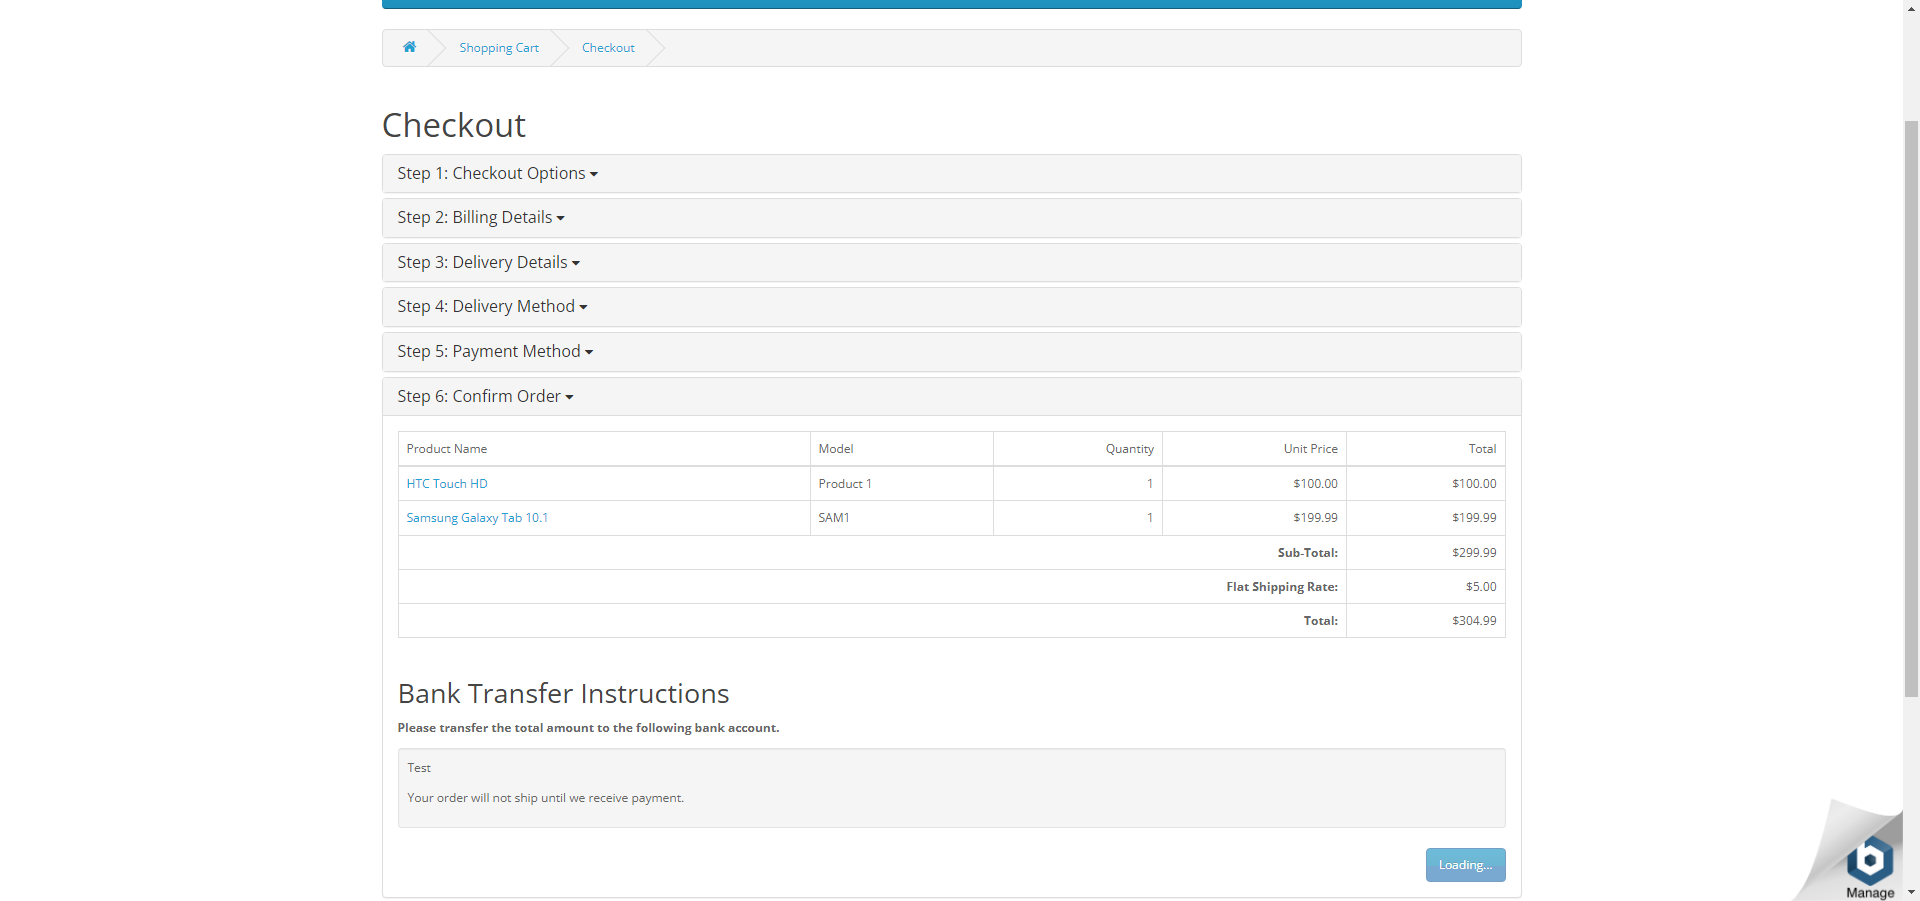 Shopping Cart
Checkout
Checkout
Step 1: Checkout Options
Step 2: Billing Details
Step 3: Delivery Details
Step 4: Delivery Method
Step 5: Payment Method
Step 6: Confirm Order
Product Name Model Quantity Unit Price Total
HTC Touch HD Product 1 1 $100.00 $100.00
Samsung Galaxy Tab 10.1 SAM1 1 $199.99 $199.99
Sub-Total: $299.99
Flat Shipping Rate: $5.00
Total: $304.99
Bank Transfer Instructions
Please transfer the total amount to the following bank account.
Test
Your order will not ship until we receive payment.
Loading...
b
Manage